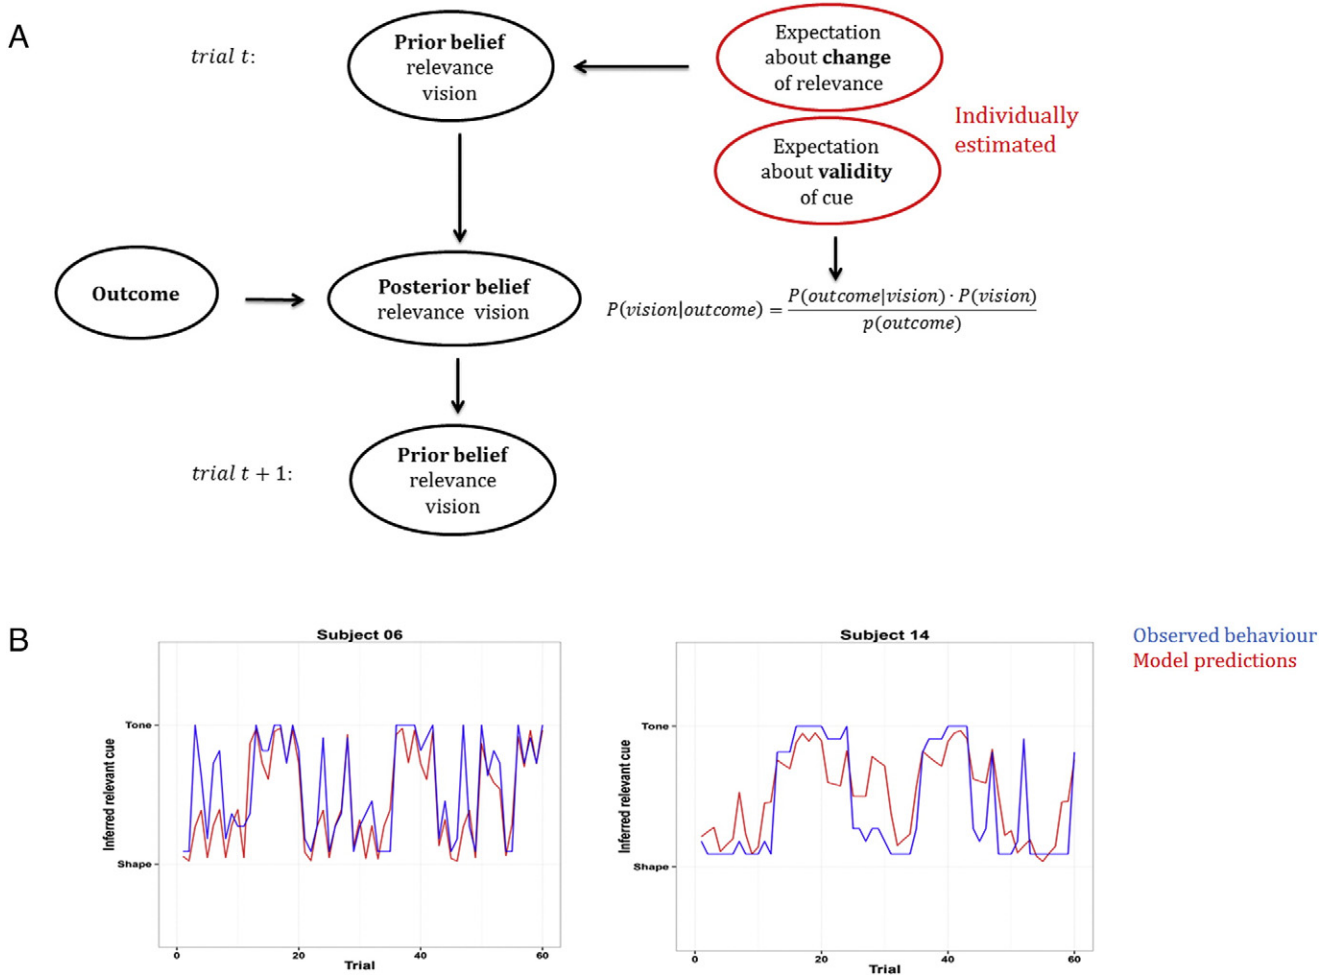 A
trial t:
Prior belief
relevance
vision
Expectation
about change
of relevance
Individually
estimated
Expectation
about validity
of cue
Outcome
Posterior belief
relevance vision
P(vision|outcome) = P(outcome|vision) · P(vision)
p(outcome)
trial t + 1:
Prior belief
relevance
vision
B
Subject 06
Inferred relevant cue
Tone
Shape
0 20 40 60
Trial
Subject 14
Inferred relevant cue
Tone
Shape
0 20 40 60
Trial
Observed behaviour
Model predictions